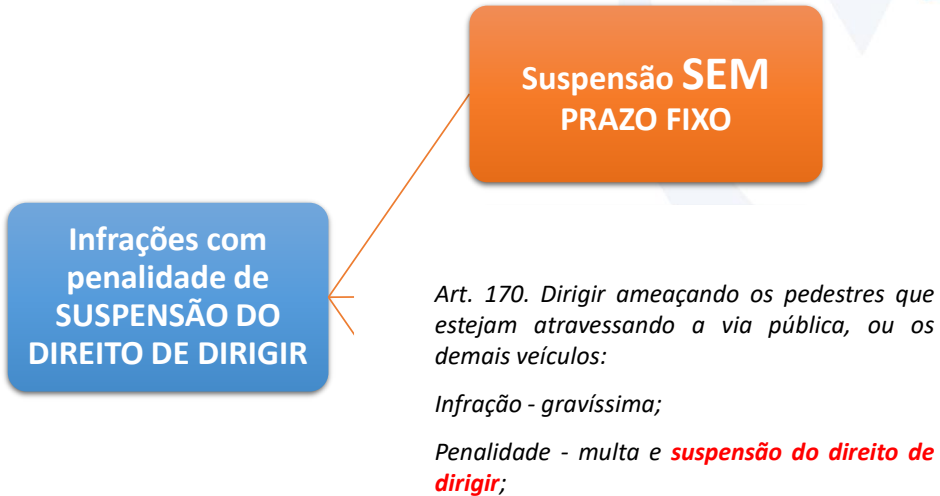 Suspensão SEM
PRAZO FIXO
Infrações com
penalidade de
SUSPENSÃO DO
DIREITO DE DIRIGIR
Art. 170. Dirigir ameaçando os pedestres que
estejam atravessando a via pública, ou os
demais veículos:
Infração - gravíssima;
Penalidade - multa e suspensão do direito de
dirigir;